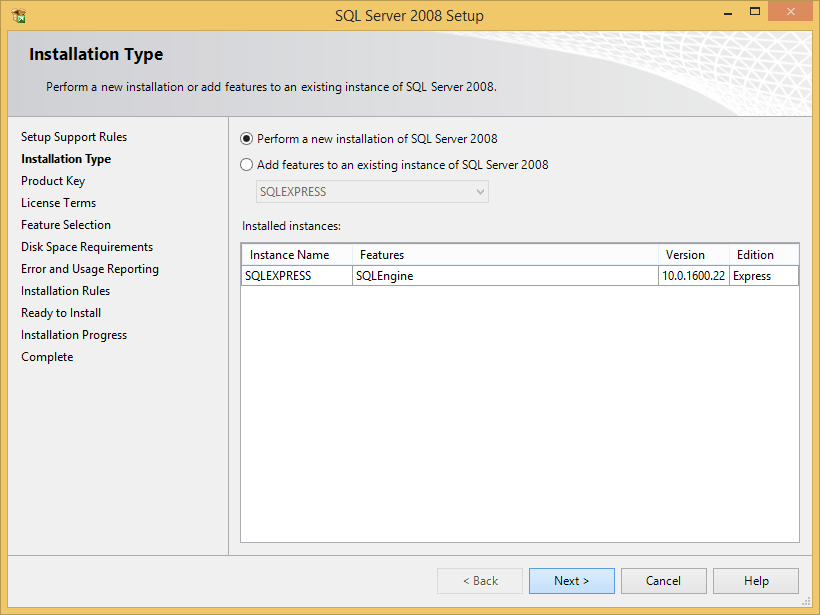 SQL Server 2008 Setup
Installation Type
Perform a new installation or add features to an existing instance of SQL Server 2008.
Setup Support Rules
Installation Type
Product Key
License Terms
Feature Selection
Disk Space Requirements
Error and Usage Reporting
Installation Rules
Ready to Install
Installation Progress
Complete
Perform a new installation of SQL Server 2008
Add features to an existing instance of SQL Server 2008
SQLEXPRESS
Installed instances:
Instance Name Features Version Edition
SQLEXPRESS SQLEngine 10.0.1600.22 Express
< Back Next > Cancel Help